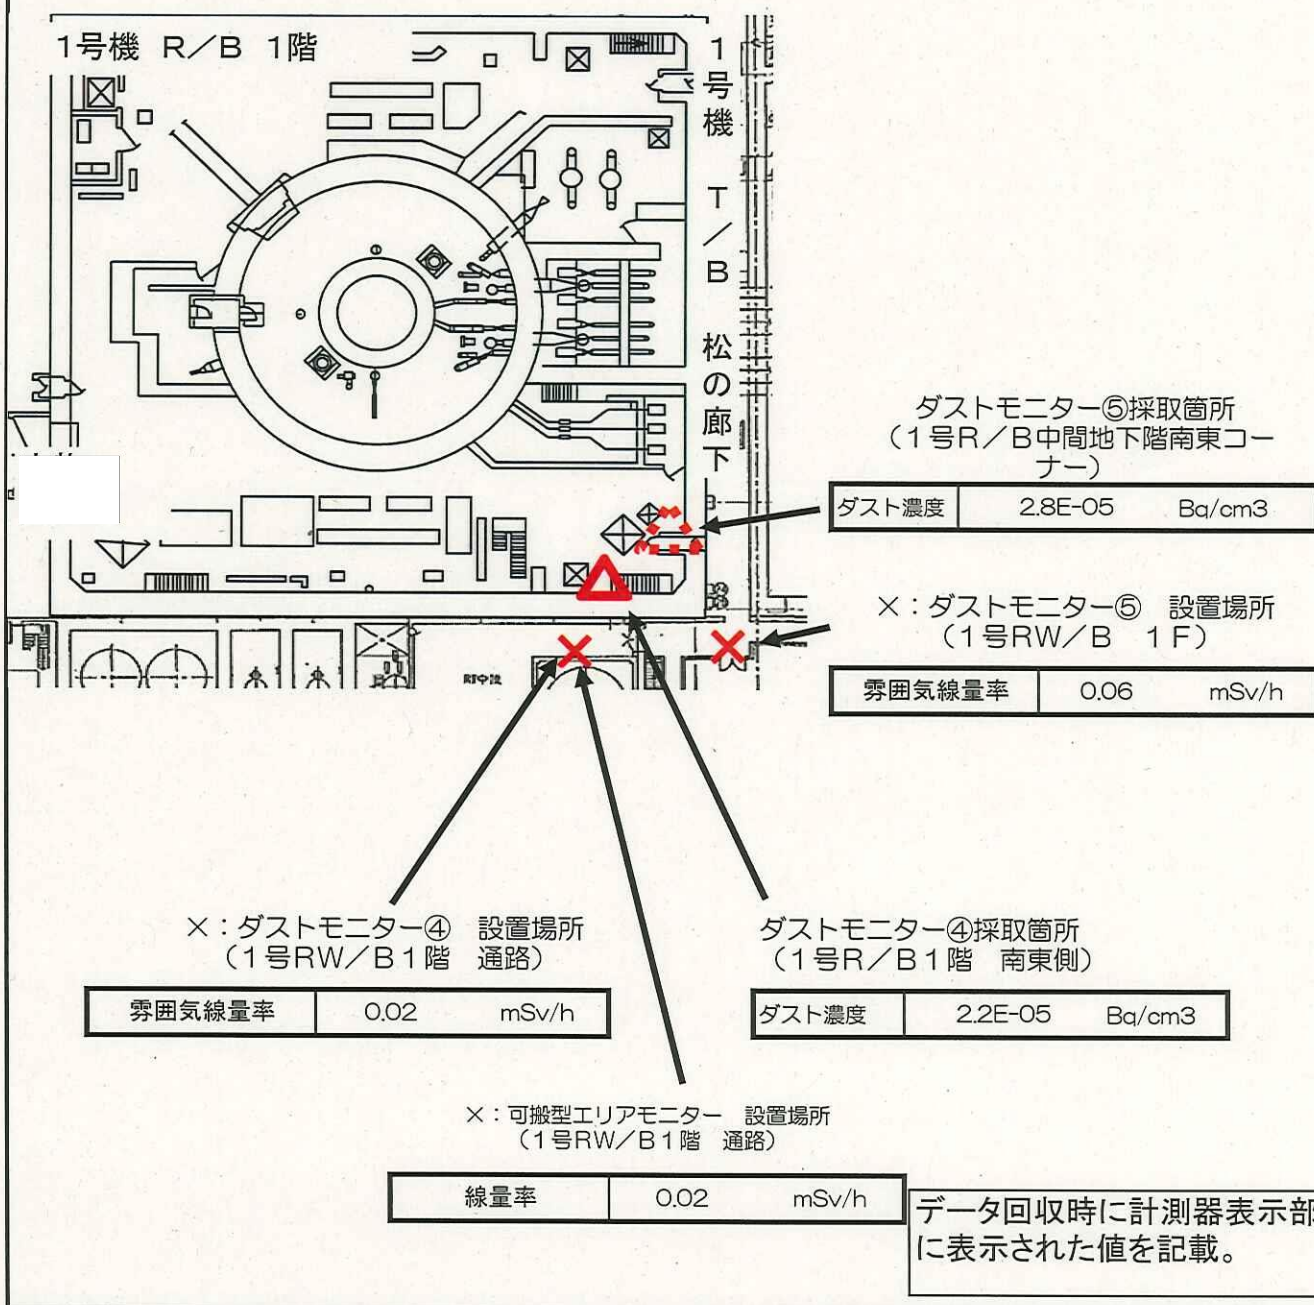 1号機 R/B 1階
1号機 T/B 松の廊下
ダストモニター⑤採取箇所
(1号R/B中間地下階南東コー
ナー)
ダスト濃度 2.8E-05 Bq/cm3
×:ダストモニター⑤ 設置場所
(1号RW/B 1F)
雰囲気線量率 0.06 mSv/h
×:ダストモニター④ 設置場所
(1号RW/B1階 通路)
雰囲気線量率 0.02 mSv/h
ダストモニター④採取箇所
(1号R/B1階 南東側)
ダスト濃度 2.2E-05 Bq/cm3
×:可搬型エリアモニター 設置場所
(1号RW/B1階 通路)
線量率 0.02 mSv/h
データ回収時に計測器表示部
に表示された値を記載。